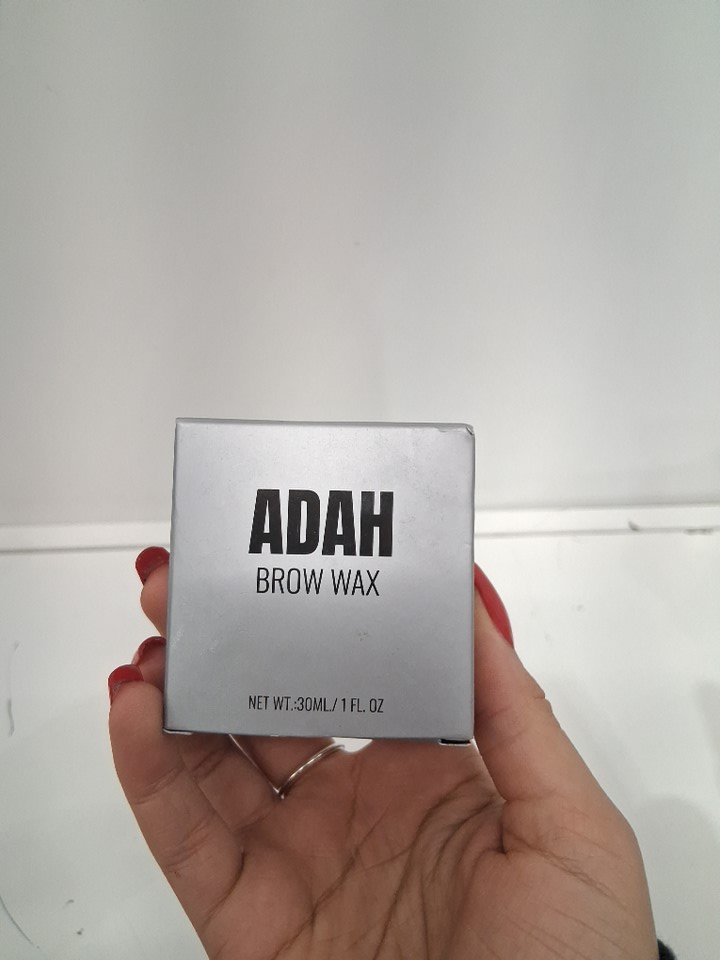 ADAH
BROW WAX
NET WT.:30ML./ 1 FL. OZ